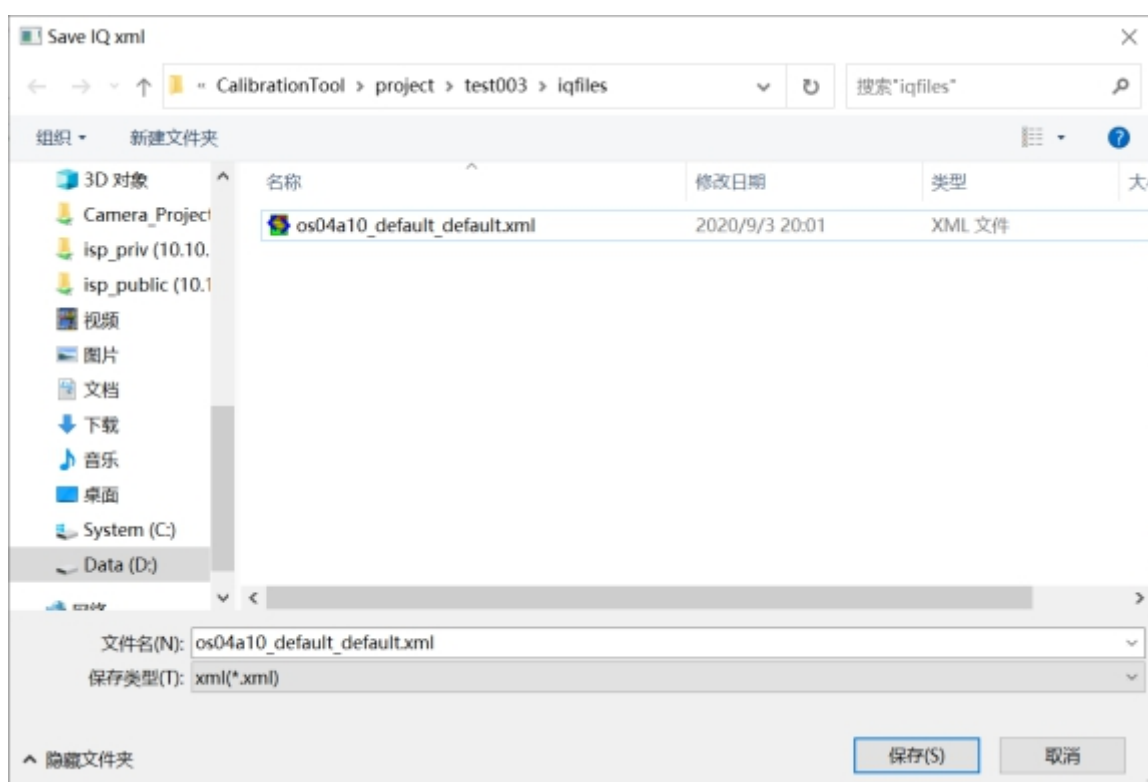 Save IQ xml
« CalibrationTool > project > test003 > iqfiles
搜索"iqfiles"
组织
新建文件夹
名称
修改日期
类型
大
3D 对象
Camera_Project
isp_priv (10.10.
isp_public (10.1
视频
图片
文档
下载
音乐
桌面
System (C:)
Data (D:)
网络
os04a10_default_default.xml 2020/9/3 20:01 XML 文件
文件名(N): os04a10_default_default.xml
保存类型(T): xml(*.xml)
隐藏文件夹
保存(S)
取消